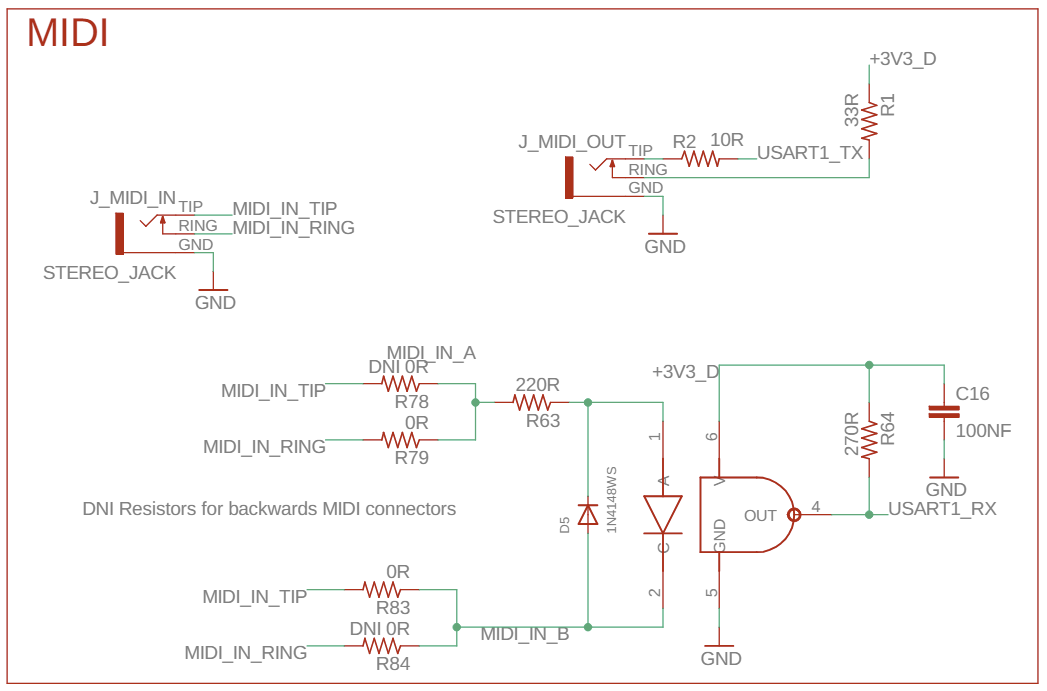 MIDI
+3V3_D
33R
R1
J_MIDI_OUT
TIP
R2
10R
USART1_TX
RING
GND
STEREO_JACK
GND
J_MIDI_IN
TIP
MIDI_IN_TIP
RING
MIDI_IN_RING
GND
STEREO_JACK
GND
MIDI_IN_A
DNI 0R
MIDI_IN_TIP
R78
0R
MIDI_IN_RING
R79
220R
R63
+3V3_D
C16
100NF
GND
270R
R64
1
A
6
V
D5
1N4148WS
OUT
4
USART1_RX
GND
C
2
5
GND
DNI Resistors for backwards MIDI connectors
0R
MIDI_IN_TIP
R83
DNI 0R
MIDI_IN_RING
R84
MIDI_IN_B